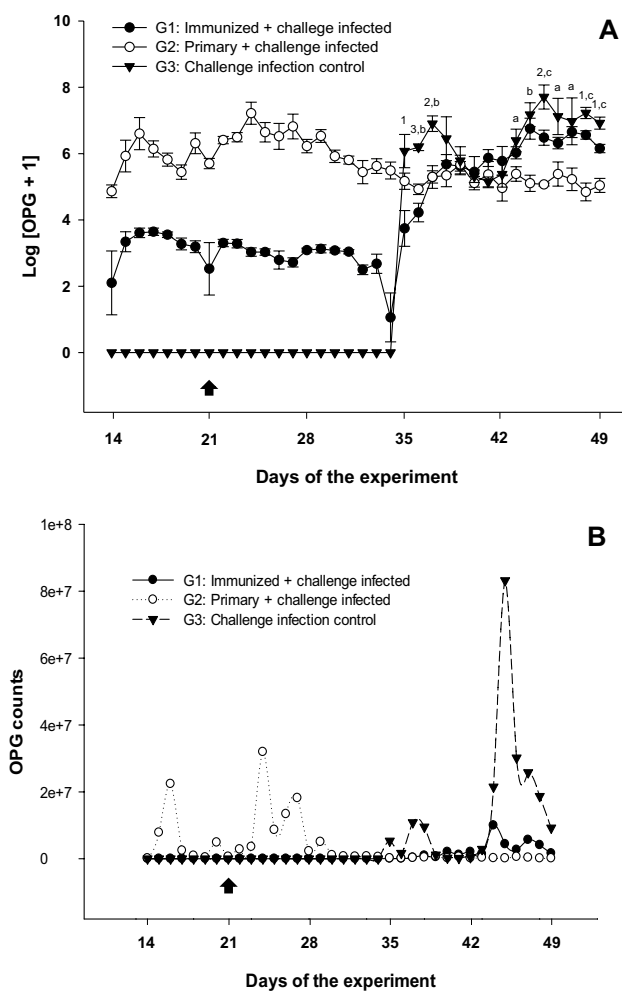 A
G1: Immunized + challege infected
G2: Primary + challenge infected
G3: Challenge infection control
10
8
6
4
2
0
Log [OPG + 1]
1
3,b
2,b
a
b
2,c
a
a
1,c
1,c
14
21
28
35
42
49
Days of the experiment
B
G1: Immunized + challenge infected
G2: Primary + challenge infected
G3: Challenge infection control
1e+8
8e+7
6e+7
4e+7
2e+7
0
OPG counts
14
21
28
35
42
49
Days of the experiment